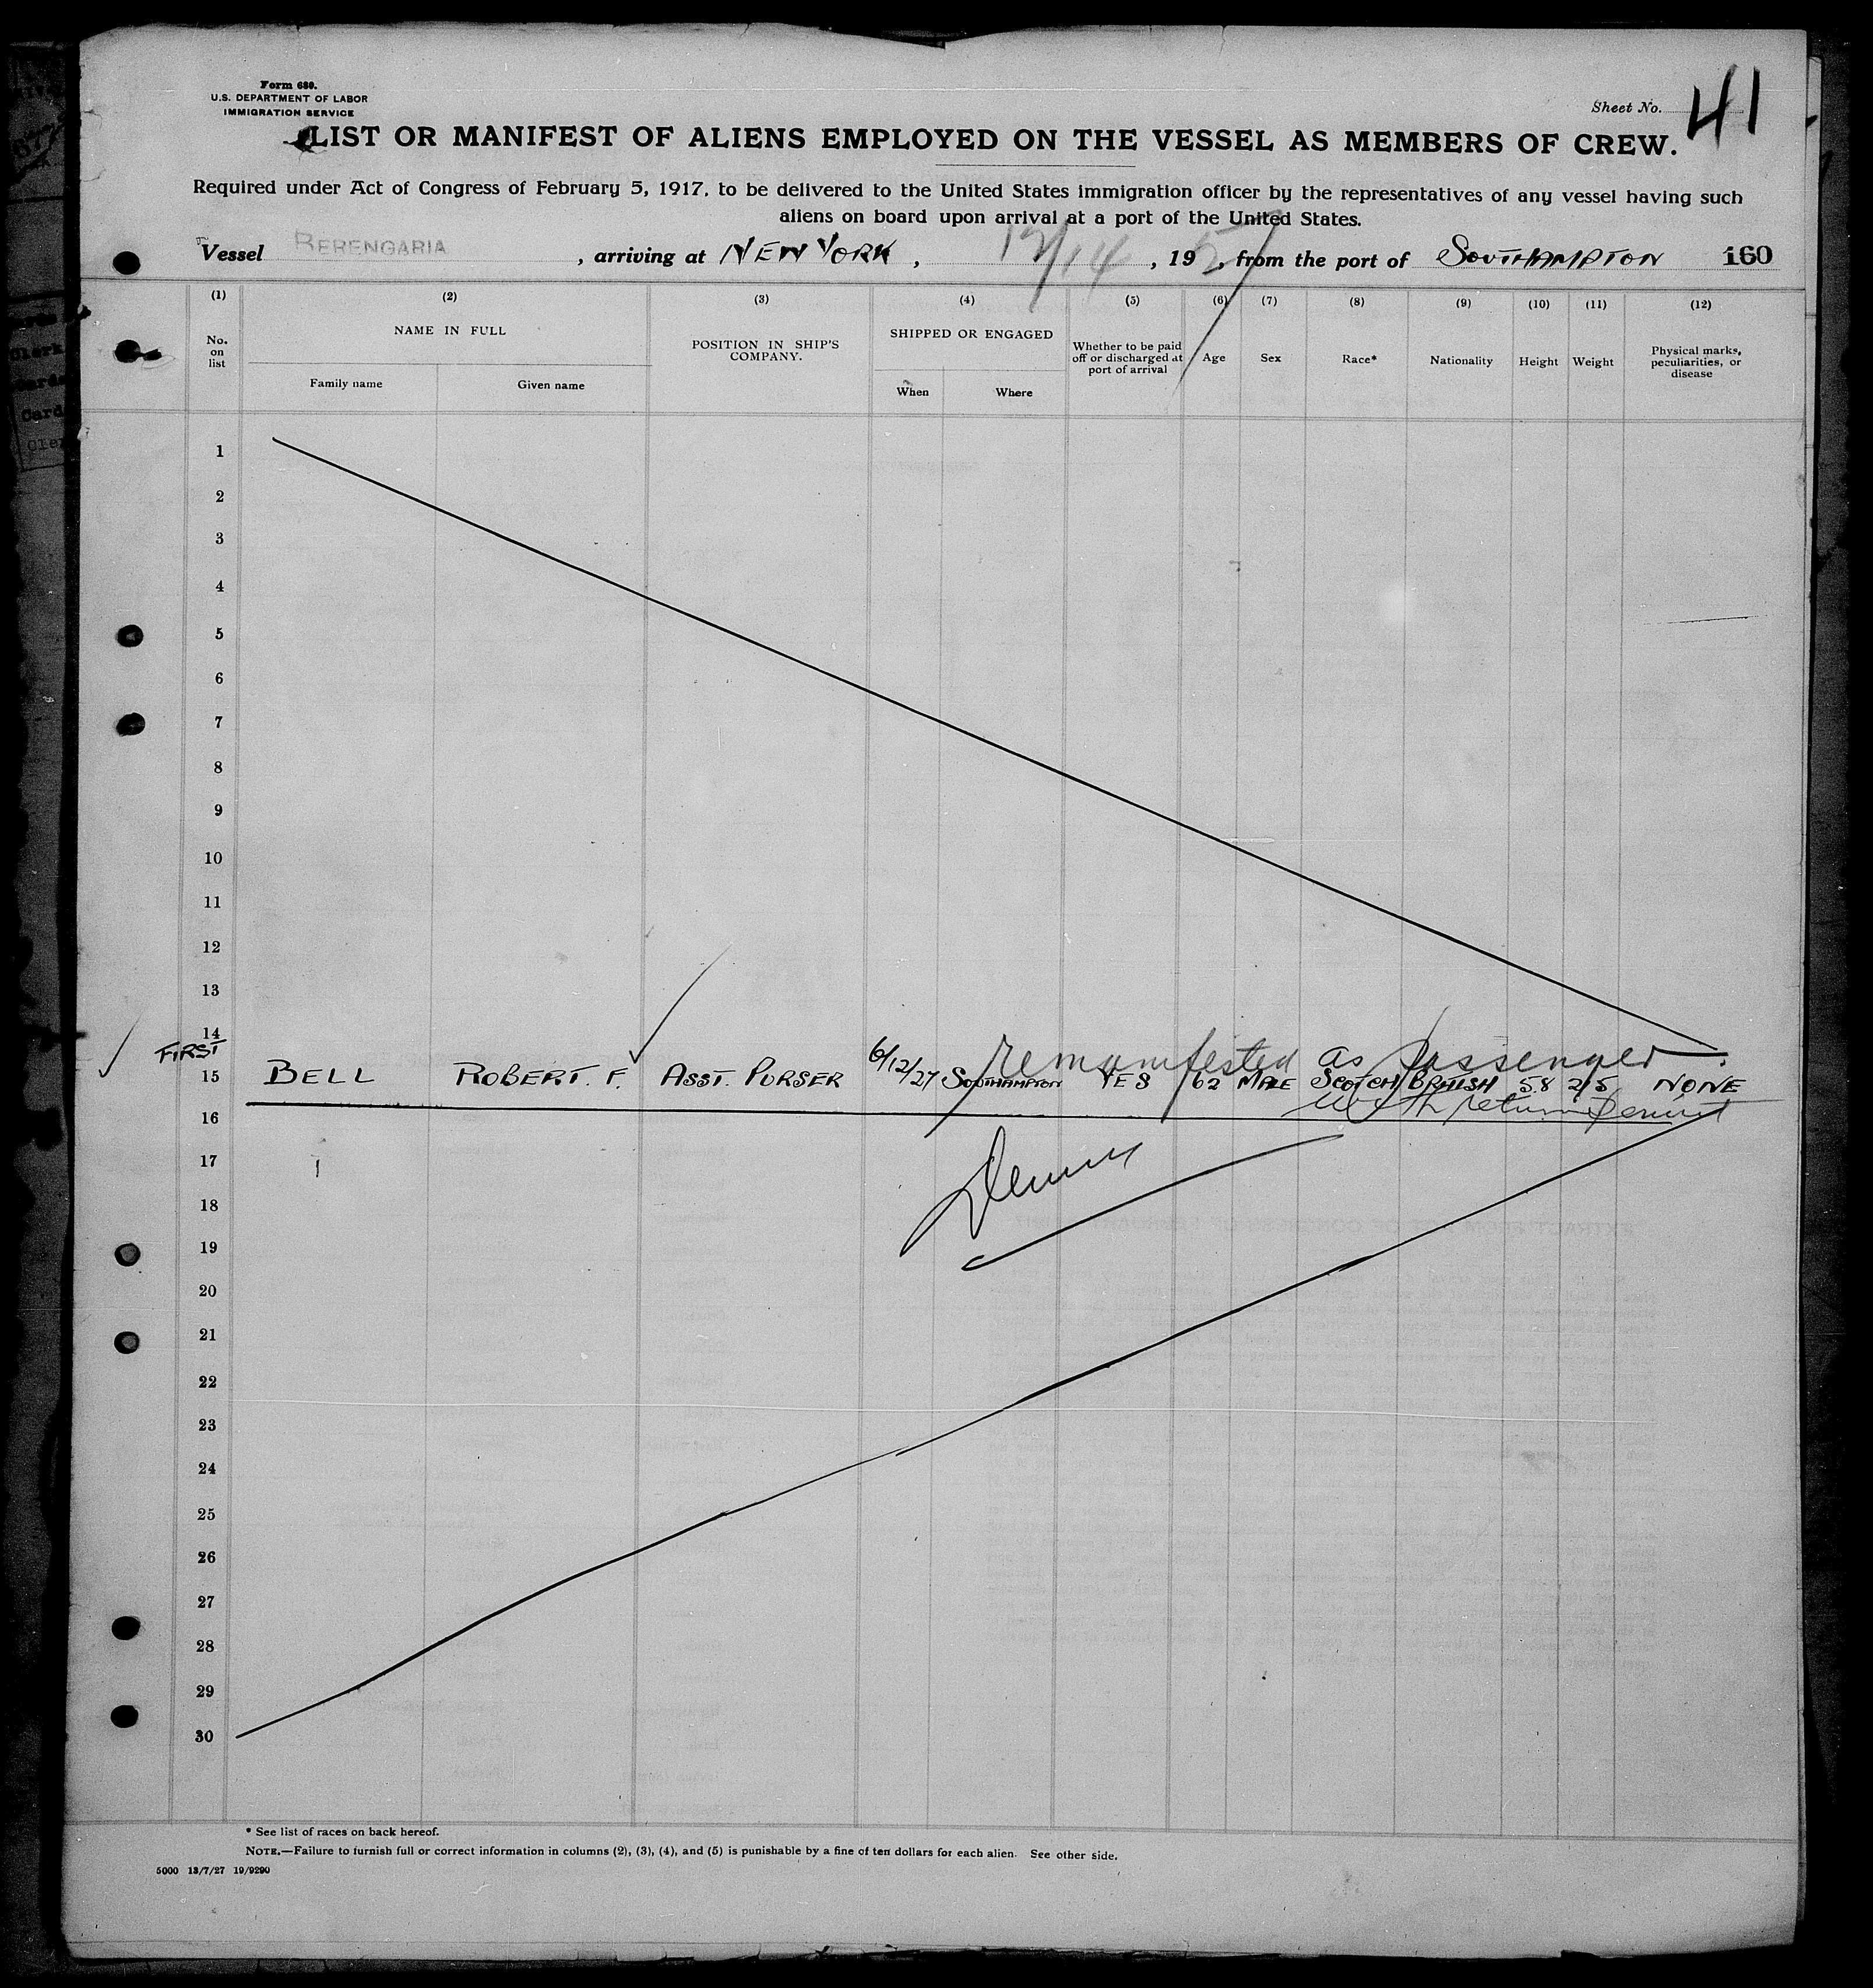 Form 680.
U.S. DEPARTMENT OF LABOR
IMMIGRATION SERVICE
Sheet No. 41
LIST OR MANIFEST OF ALIENS EMPLOYED ON THE VESSEL AS MEMBERS OF CREW.
Required under Act of Congress of February 5, 1917, to be delivered to the United States immigration officer by the representatives of any vessel having such
aliens on board upon arrival at a port of the United States.
Vessel BERENGARIA , arriving at NEW YORK , 12/14 , 19 , from the port of SOUTHAMPTON 160
(1) (2) (3) (4) (5) (6) (7) (8) (9) (10) (11) (12)
No. on list
NAME IN FULL
Family name Given name
POSITION IN SHIP'S COMPANY.
SHIPPED OR ENGAGED
When Where
Whether to be paid off or discharged at port of arrival
Age Sex Race* Nationality Height Weight
Physical marks, peculiarities, or disease
1
2
3
4
5
6
7
8
9
10
11
12
13
14
FIRST
remanifested as passenger
15 BELL ROBERT. F. ASST. PURSER 6/12/27 SOUTHAMPTON YES 62 MALE SCOTCH BRITISH 5.8 215 NONE
with return permit
16
17
18
19
20
21
22
23
24
25
26
27
28
29
30
* See list of races on back hereof.
NOTE.—Failure to furnish full or correct information in columns (2), (3), (4), and (5) is punishable by a fine of ten dollars for each alien. See other side.
5000 13/7/27 19/9290